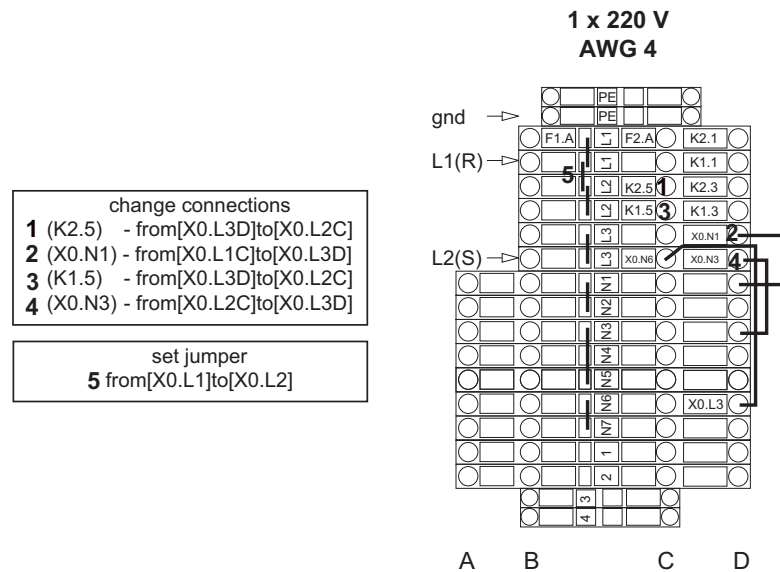 1 x 220 V
AWG 4
PE
gnd PE
F1.A L1 F2.A K2.1
L1(R) L1 K1.1
5 L2 K2.5 1 K2.3
L2 K1.5 3 K1.3
L3 X0.N1 2
L2(S) L3 X0.N6 X0.N3 4
N1
N2
N3
N4
N5
N6 X0.L3
N7
1
2
3
4
A B C D
change connections
1 (K2.5) - from[X0.L3D]to[X0.L2C]
2 (X0.N1) - from[X0.L1C]to[X0.L3D]
3 (K1.5) - from[X0.L3D]to[X0.L2C]
4 (X0.N3) - from[X0.L2C]to[X0.L3D]
set jumper
5 from[X0.L1]to[X0.L2]